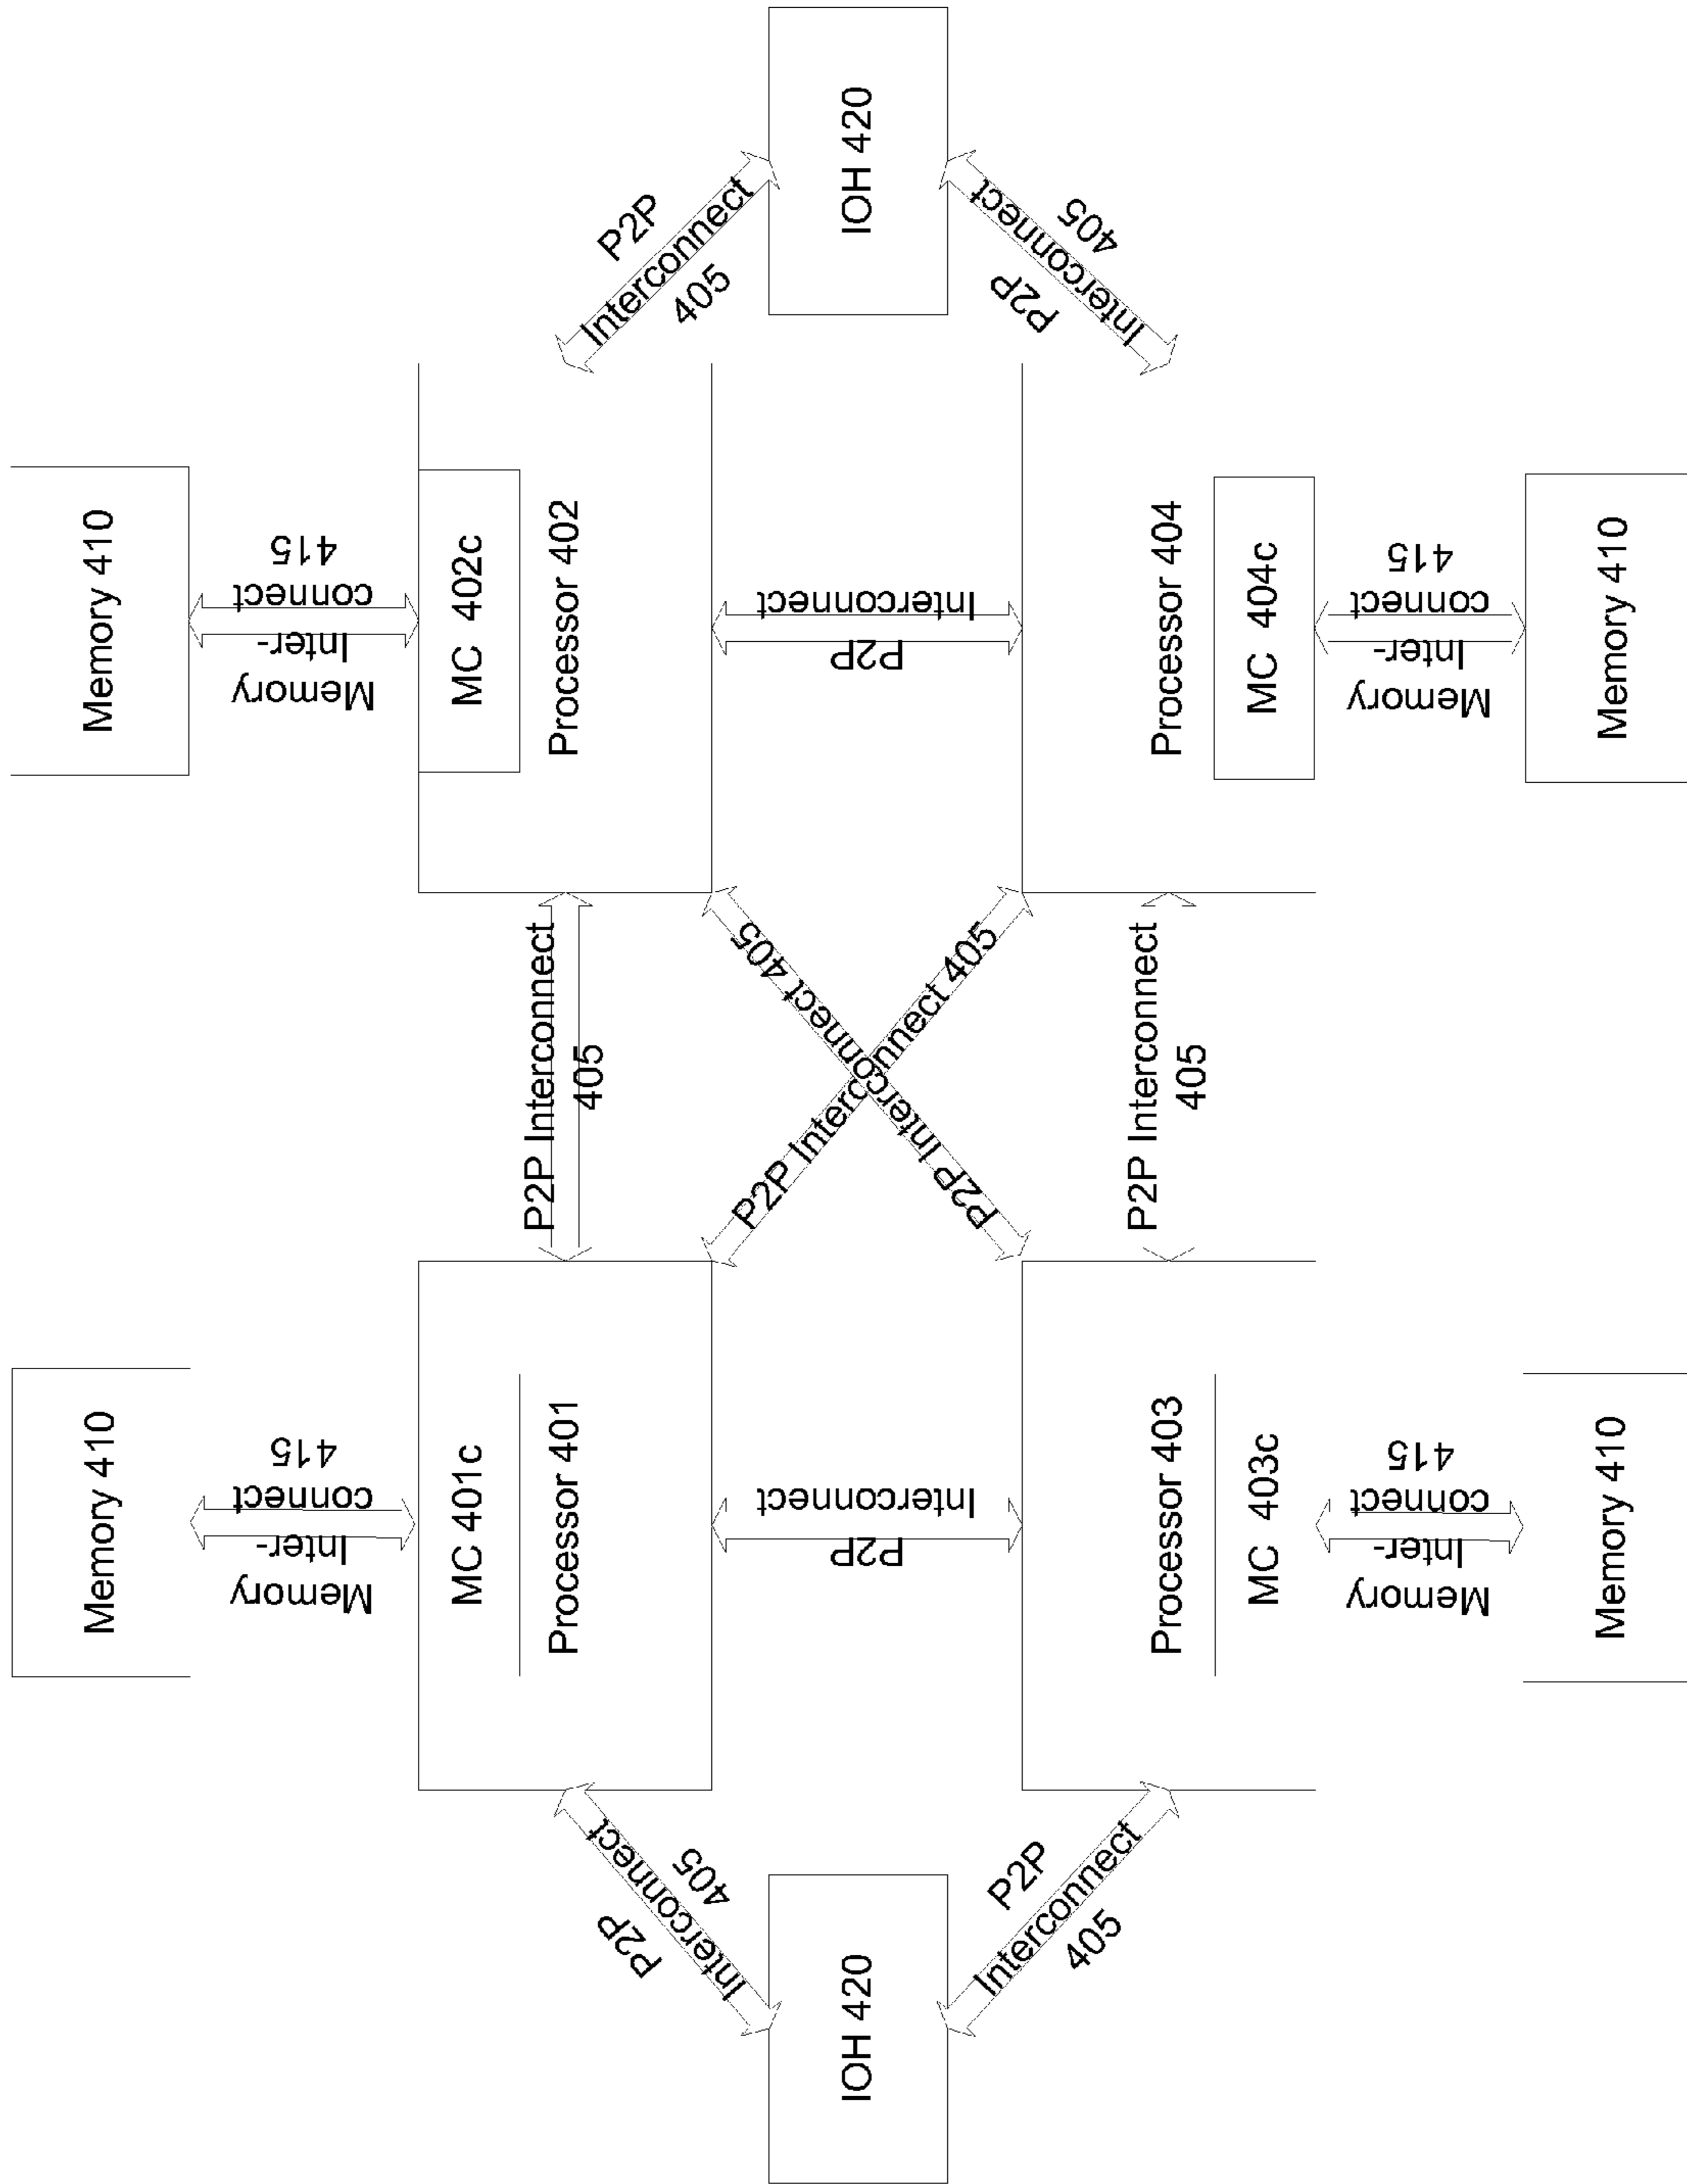 Memory 410
Memory 410
Memory
Inter-
connect
415
Memory
Inter-
connect
415
MC 401c
MC 402c
Processor 401
P2P Interconnect
405
Processor 402
P2P
Interconnect
405
P2P
Interconnect
405
IOH 420
P2P
Interconnect
P2P Interconnect 405
P2P Interconnect 405
P2P
Interconnect
IOH 420
P2P
Interconnect
405
P2P
Interconnect
405
Processor 403
P2P Interconnect
405
Processor 404
MC 403c
MC 404c
Memory
Inter-
connect
415
Memory
Inter-
connect
415
Memory 410
Memory 410